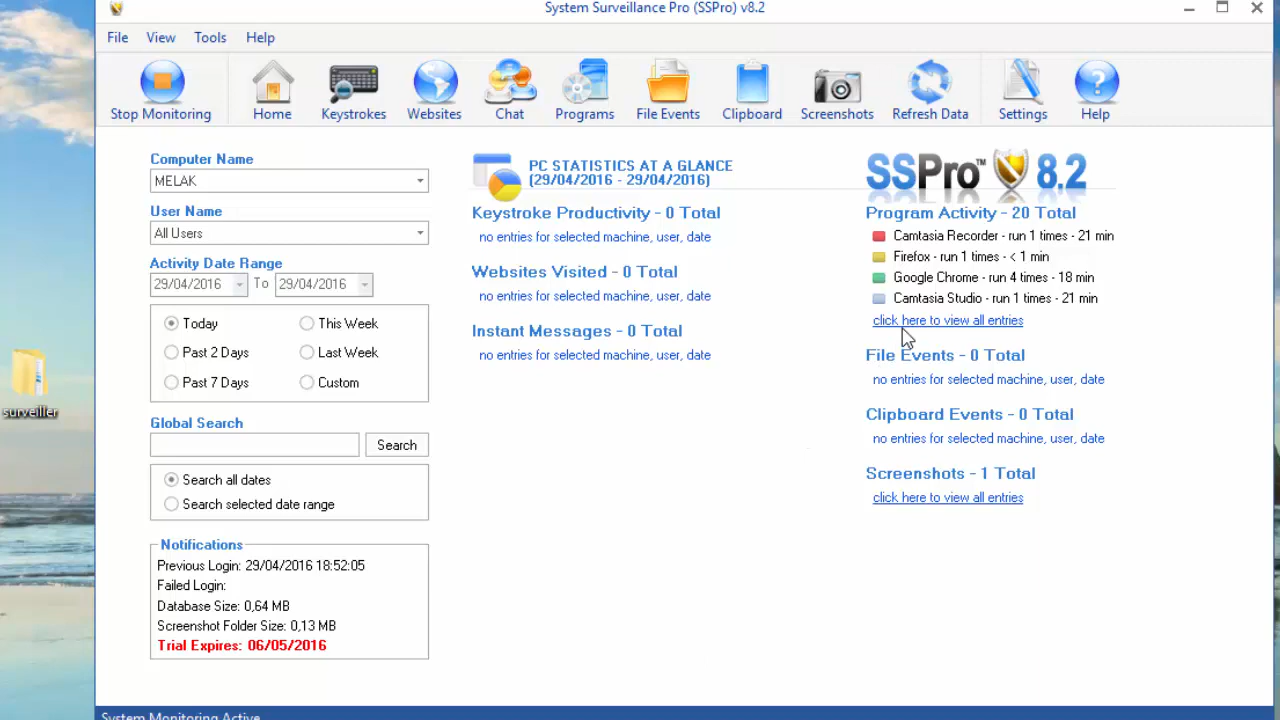 System Surveillance Pro (SSPro) v8.2
File View Tools Help
Stop Monitoring Home Keystrokes Websites Chat Programs File Events Clipboard Screenshots Refresh Data Settings Help
Computer Name
MELAK
User Name
All Users
Activity Date Range
29/04/2016 To 29/04/2016
Today This Week
Past 2 Days Last Week
Past 7 Days Custom
Global Search
Search
Search all dates
Search selected date range
Notifications
Previous Login: 29/04/2016 18:52:05
Failed Login:
Database Size: 0,64 MB
Screenshot Folder Size: 0,13 MB
Trial Expires: 06/05/2016
PC STATISTICS AT A GLANCE
(29/04/2016 - 29/04/2016)
Keystroke Productivity - 0 Total
no entries for selected machine, user, date
Websites Visited - 0 Total
no entries for selected machine, user, date
Instant Messages - 0 Total
no entries for selected machine, user, date
SSPro™ 8.2
Program Activity - 20 Total
Camtasia Recorder - run 1 times - 21 min
Firefox - run 1 times - < 1 min
Google Chrome - run 4 times - 18 min
Camtasia Studio - run 1 times - 21 min
click here to view all entries
File Events - 0 Total
no entries for selected machine, user, date
Clipboard Events - 0 Total
no entries for selected machine, user, date
Screenshots - 1 Total
click here to view all entries
surveiller
System Monitoring Active